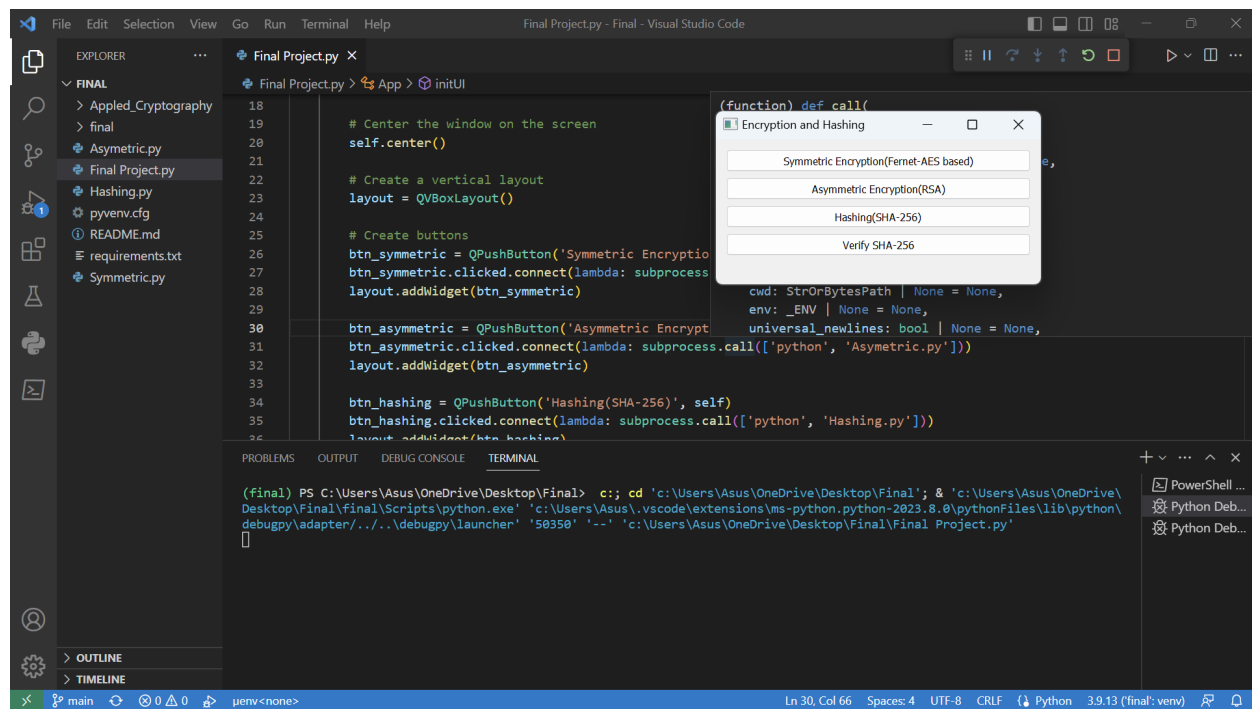 File Edit Selection View Go Run Terminal Help Final Project.py - Final - Visual Studio Code
EXPLORER
FINAL
Appled_Cryptography
final
Asymetric.py
Final Project.py
Hashing.py
pyvenv.cfg
README.md
requirements.txt
Symmetric.py
OUTLINE
TIMELINE
1
Final Project.py
Final Project.py > App > initUI
18
19 # Center the window on the screen
20 self.center()
21
22 # Create a vertical layout
23 layout = QVBoxLayout()
24
25 # Create buttons
26 btn_symmetric = QPushButton('Symmetric Encryptio
27 btn_symmetric.clicked.connect(lambda: subprocess
28 layout.addWidget(btn_symmetric)
29
30 btn_asymmetric = QPushButton('Asymmetric Encrypt
31 btn_asymmetric.clicked.connect(lambda: subprocess.call(['python', 'Asymetric.py']))
32 layout.addWidget(btn_asymmetric)
33
34 btn_hashing = QPushButton('Hashing(SHA-256)', self)
35 btn_hashing.clicked.connect(lambda: subprocess.call(['python', 'Hashing.py']))
36 layout.addWidget(btn_hashing)
(function) def call(
e,
cwd: StrOrBytesPath | None = None,
env: _ENV | None = None,
universal_newlines: bool | None = None,
Encryption and Hashing
Symmetric Encryption(Fernet-AES based)
Asymmetric Encryption(RSA)
Hashing(SHA-256)
Verify SHA-256
PROBLEMS OUTPUT DEBUG CONSOLE TERMINAL
(final) PS C:\Users\Asus\OneDrive\Desktop\Final> c:; cd 'c:\Users\Asus\OneDrive\Desktop\Final'; & 'c:\Users\Asus\OneDrive\
Desktop\Final\final\Scripts\python.exe' 'c:\Users\Asus\.vscode\extensions\ms-python.python-2023.8.0\pythonFiles\lib\python\
debugpy\adapter/../..\debugpy\launcher' '50350' '--' 'c:\Users\Asus\OneDrive\Desktop\Final\Final Project.py'
PowerShell ...
Python Deb...
Python Deb...
main 0 0 µenv<none> Ln 30, Col 66 Spaces: 4 UTF-8 CRLF Python 3.9.13 ('final': venv)